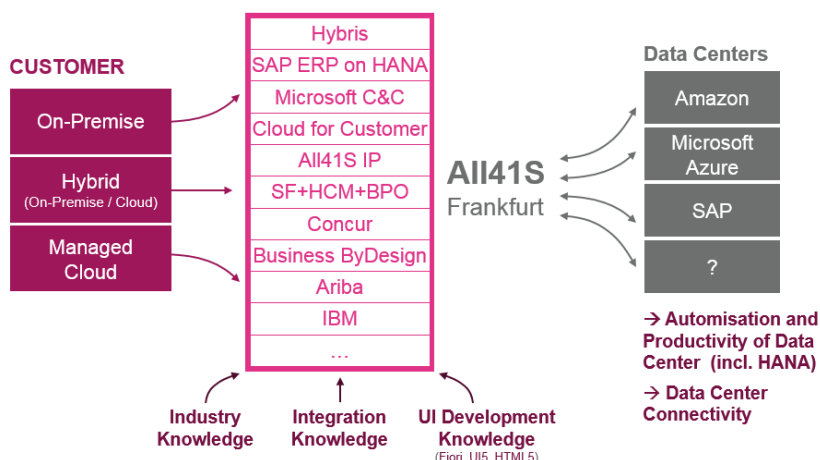 CUSTOMER
On-Premise
Hybrid
(On-Premise / Cloud)
Managed
Cloud
Hybris
SAP ERP on HANA
Microsoft C&C
Cloud for Customer
All41S IP
SF+HCM+BPO
Concur
Business ByDesign
Ariba
IBM
...
Industry
Knowledge
Integration
Knowledge
UI Development
Knowledge
(Fiori, UI5, HTML5)
All41S
Frankfurt
Data Centers
Amazon
Microsoft
Azure
SAP
?
→ Automisation and
Productivity of Data
Center (incl. HANA)
→ Data Center
Connectivity